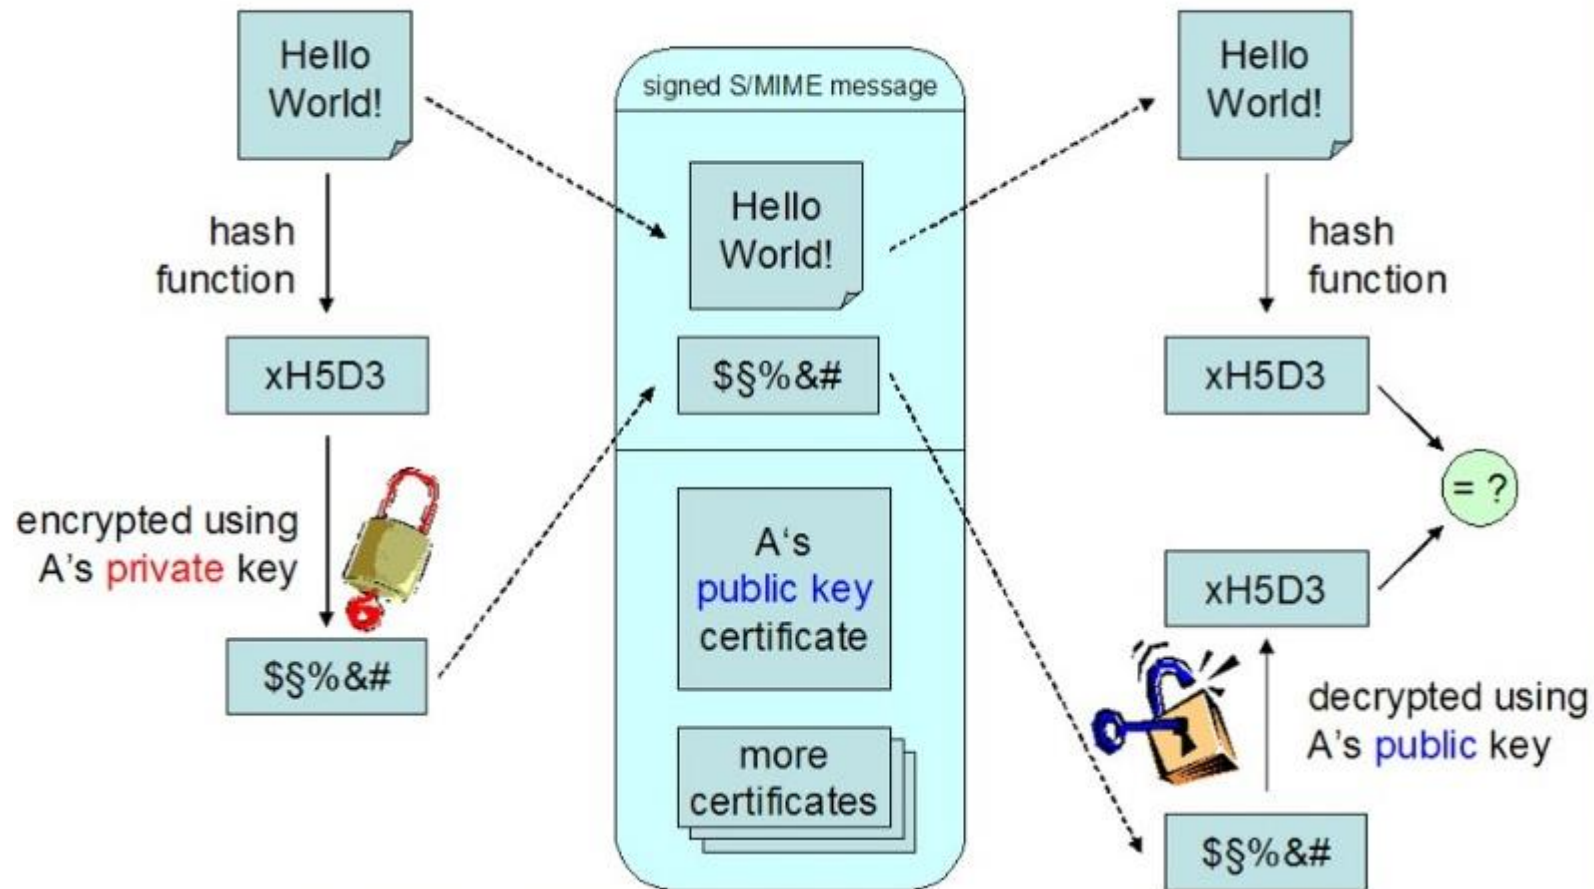 Hello
World!
hash
function
xH5D3
encrypted using
A's private key
$§%&#
signed S/MIME message
Hello
World!
$§%&#
A‘s
public key
certificate
more
certificates
Hello
World!
hash
function
xH5D3
= ?
xH5D3
decrypted using
A's public key
$§%&#